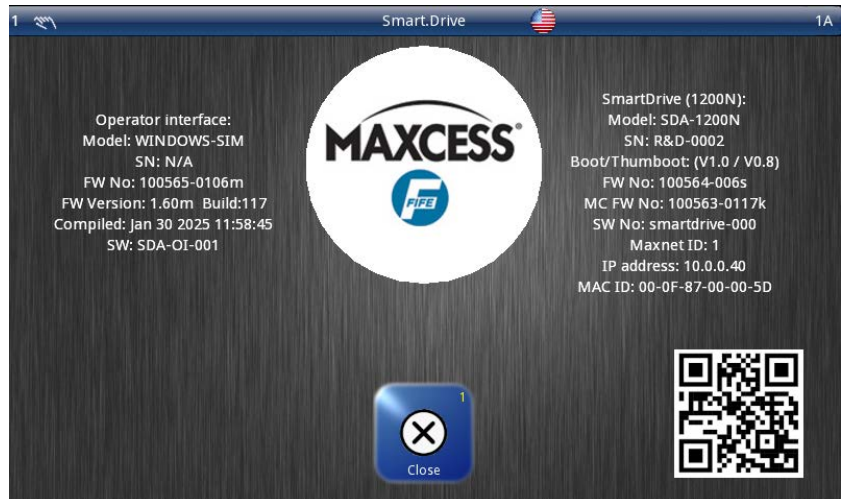 1
Smart.Drive
1A
Operator interface:
Model: WINDOWS-SIM
SN: N/A
FW No: 100565-0106m
FW Version: 1.60m  Build:117
Compiled: Jan 30 2025 11:58:45
SW: SDA-OI-001
MAXCESS®
FIFE
SmartDrive (1200N):
Model: SDA-1200N
SN: R&D-0002
Boot/Thumboot: (V1.0 / V0.8)
FW No: 100564-006s
MC FW No: 100563-0117k
SW No: smartdrive-000
Maxnet ID: 1
IP address: 10.0.0.40
MAC ID: 00-0F-87-00-00-5D
1
Close